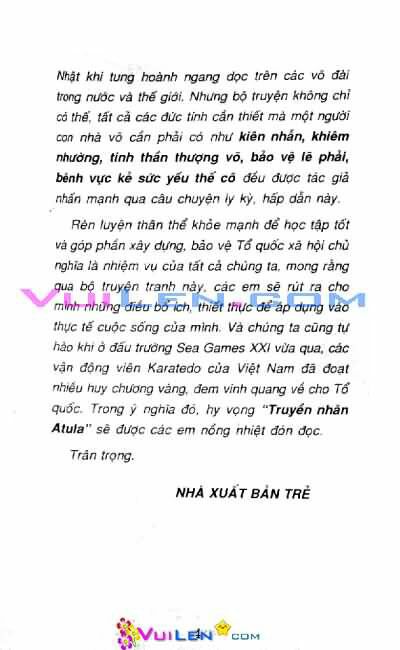 Nhật khi tung hoành ngang dọc trên các võ đài
trong nước và thế giới. Nhưng bộ truyện không chỉ
có thế, tất cả các đức tính cần thiết mà một người
con nhà võ cần phải có như kiên nhẫn, khiêm
nhường, tinh thần thượng võ, bảo vệ lẽ phải,
bênh vực kẻ sức yếu thế cô đều được tác giả
nhấn mạnh qua câu chuyện ly kỳ, hấp dẫn này.
Rèn luyện thân thể khỏe mạnh để học tập tốt
và góp phần xây dựng, bảo vệ Tổ quốc xã hội chủ
nghĩa là nhiệm vụ của tất cả chúng ta, mong rằng
qua bộ truyện tranh này, các em sẽ rút ra cho
VuiLen.com
mình những điều bổ ích, thiết thực để áp dụng vào
thực tế cuộc sống của mình. Và chúng ta cũng tự
hào khi ở đấu trường Sea Games XXI vừa qua, các
vận động viên Karatedo của Việt Nam đã đoạt
nhiều huy chương vàng, đem vinh quang về cho Tổ
quốc. Trong ý nghĩa đó, hy vọng "Truyền nhân
Atula" sẽ được các em nồng nhiệt đón đọc.
Trân trọng.
NHÀ XUẤT BẢN TRẺ
4
VuiLen.com